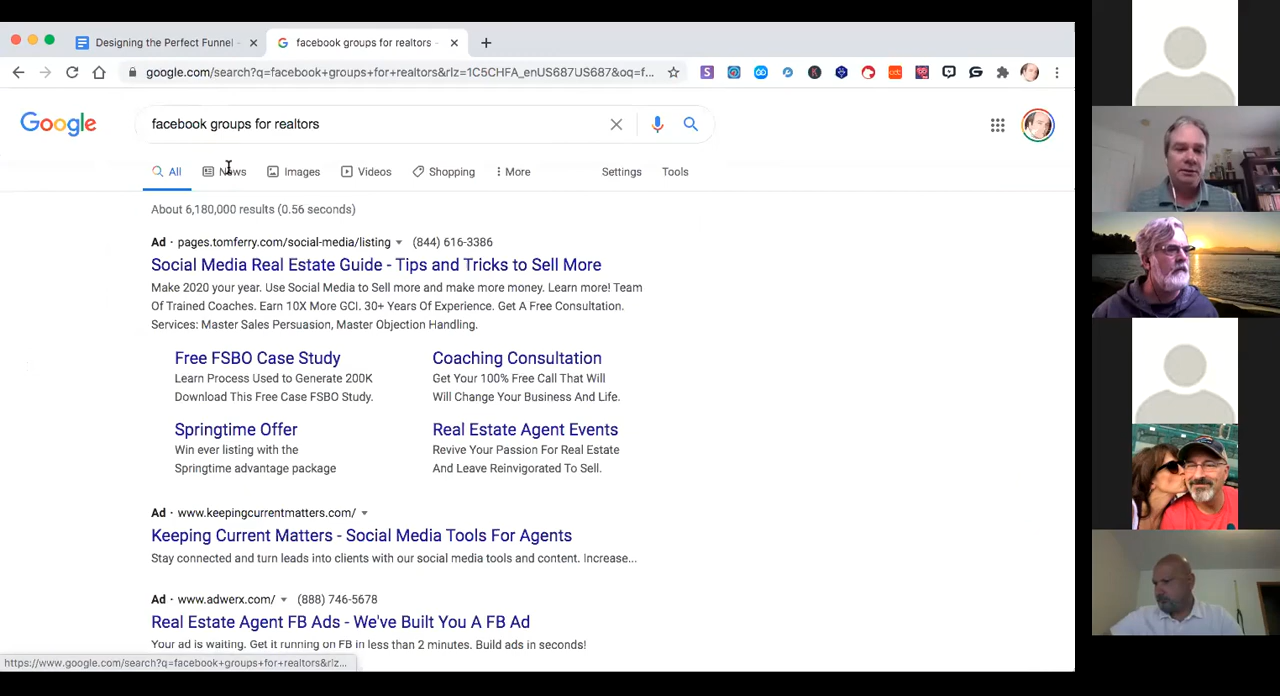 Designing the Perfect Funnel -
facebook groups for realtors -
google.com/search?q=facebook+groups+for+realtors&rlz=1C5CHFA_enUS687US687&oq=f...
Google
facebook groups for realtors
All
News
Images
Videos
Shopping
More
Settings
Tools
About 6,180,000 results (0.56 seconds)
Ad · pages.tomferry.com/social-media/listing (844) 616-3386
Social Media Real Estate Guide - Tips and Tricks to Sell More
Make 2020 your year. Use Social Media to Sell more and make more money. Learn more! Team
Of Trained Coaches. Earn 10X More GCI. 30+ Years Of Experience. Get A Free Consultation.
Services: Master Sales Persuasion, Master Objection Handling.
Free FSBO Case Study
Learn Process Used to Generate 200K
Download This Free Case FSBO Study.
Coaching Consultation
Get Your 100% Free Call That Will
Will Change Your Business And Life.
Springtime Offer
Win ever listing with the
Springtime advantage package
Real Estate Agent Events
Revive Your Passion For Real Estate
And Leave Reinvigorated To Sell.
Ad · www.keepingcurrentmatters.com/
Keeping Current Matters - Social Media Tools For Agents
Stay connected and turn leads into clients with our social media tools and content. Increase...
Ad · www.adwerx.com/ (888) 746-5678
Real Estate Agent FB Ads - We've Built You A FB Ad
Your ad is waiting. Get it running on FB in less than 2 minutes. Build ads in seconds!
https://www.google.com/search?q=facebook+groups+for+realtors&rlz...